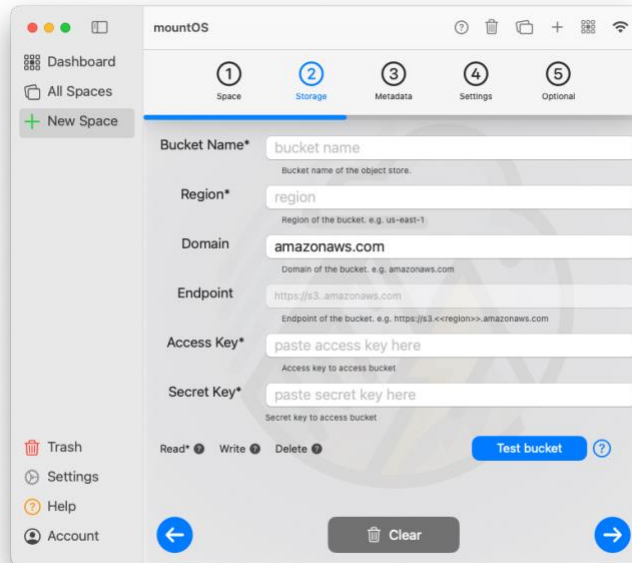 mountOS
Dashboard
All Spaces
New Space
1
Space
2
Storage
3
Metadata
4
Settings
5
Optional
Bucket Name*
bucket name
Bucket name of the object store.
Region*
region
Region of the bucket. e.g. us-east-1
Domain
amazonaws.com
Domain of the bucket. e.g. amazonaws.com
Endpoint
https://s3..amazonaws.com
Endpoint of the bucket. e.g. https://s3.<<region>>.amazonaws.com
Access Key*
paste access key here
Access key to access bucket
Secret Key*
paste secret key here
Secret key to access bucket
Read* ? Write ? Delete ?
Test bucket ?
Trash
Settings
? Help
Account
Clear